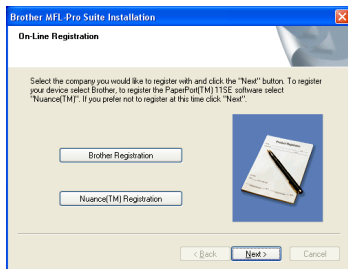 Brother MFL-Pro Suite Installation
On-Line Registration
Select the company you would like to register with and click the "Next" button. To register
your device select Brother, to register the PaperPort(TM) 11SE software select
"Nuance(TM)". If you prefer not to register at this time click "Next".
Brother Registration
Product Registration
Nuance(TM) Registration
< Back
Next >
Cancel